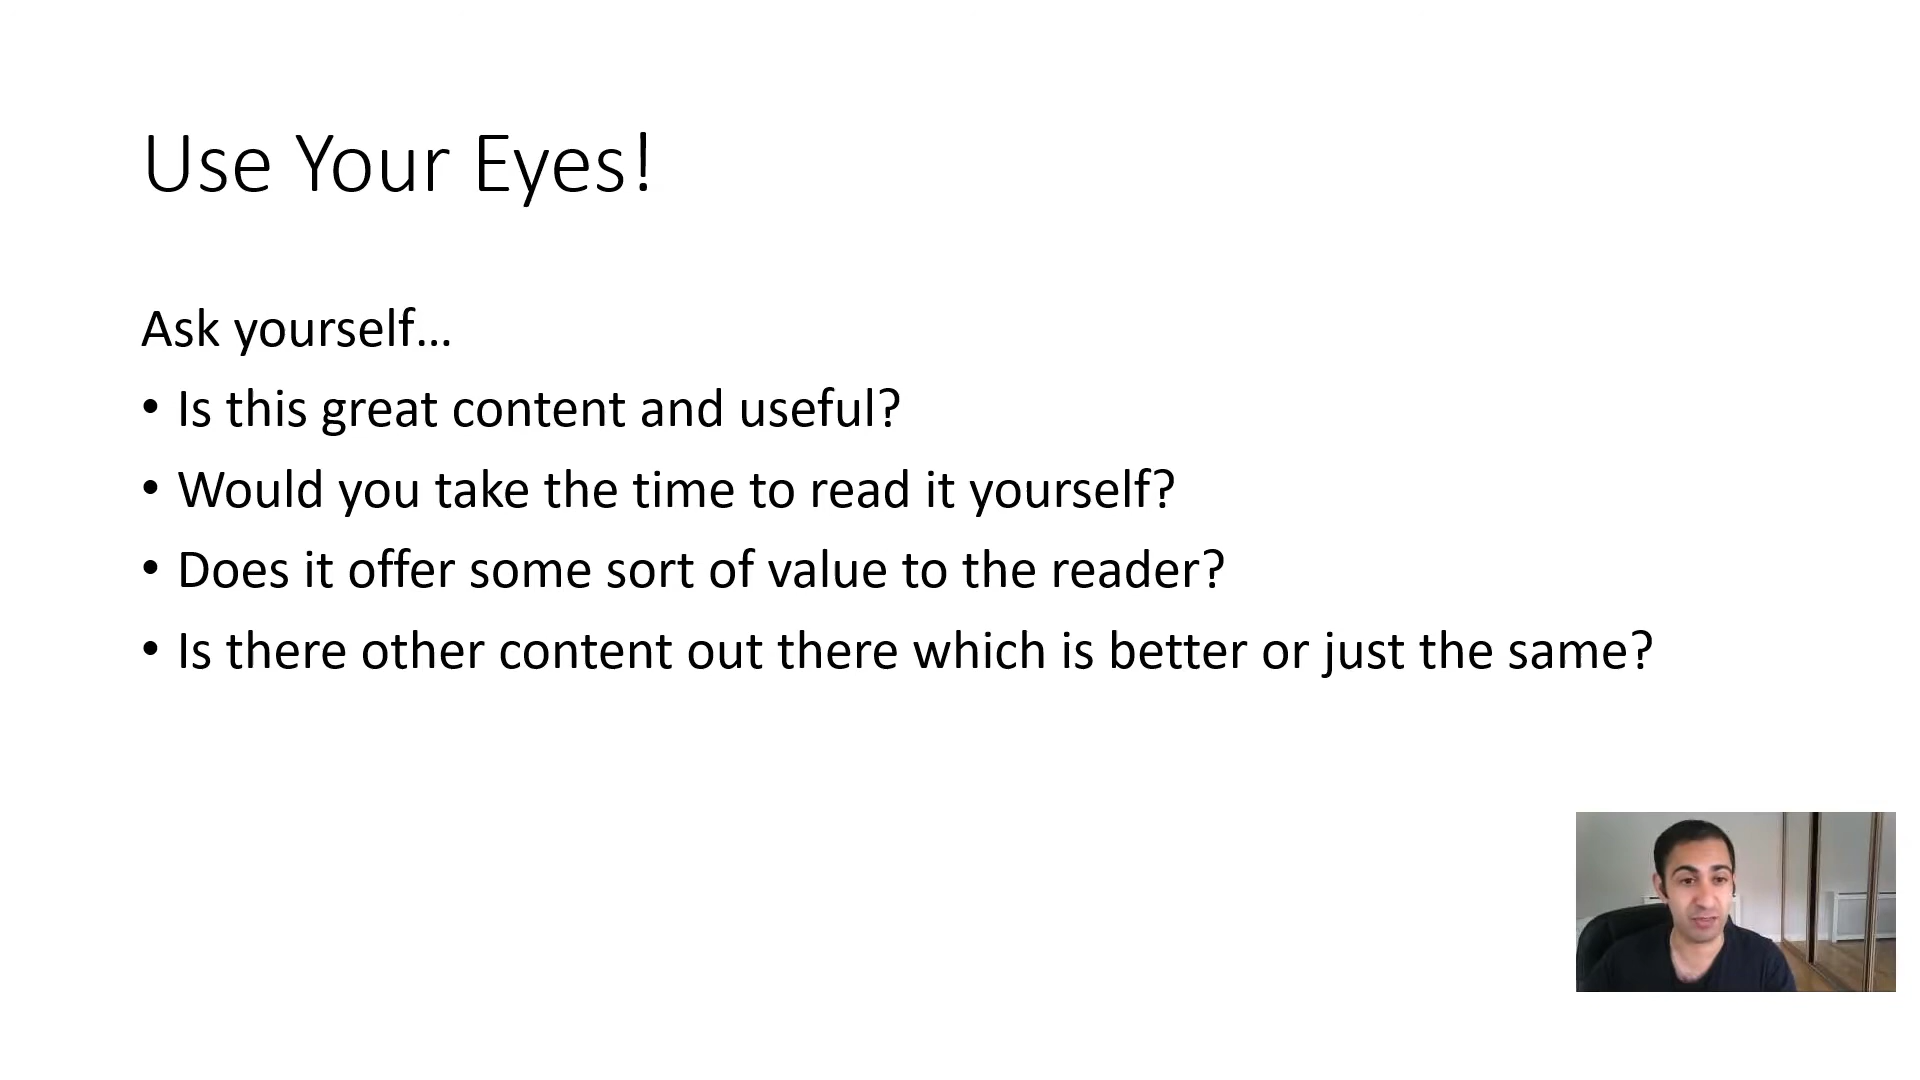 Use Your Eyes!
Ask yourself…
• Is this great content and useful?
• Would you take the time to read it yourself?
• Does it offer some sort of value to the reader?
• Is there other content out there which is better or just the same?